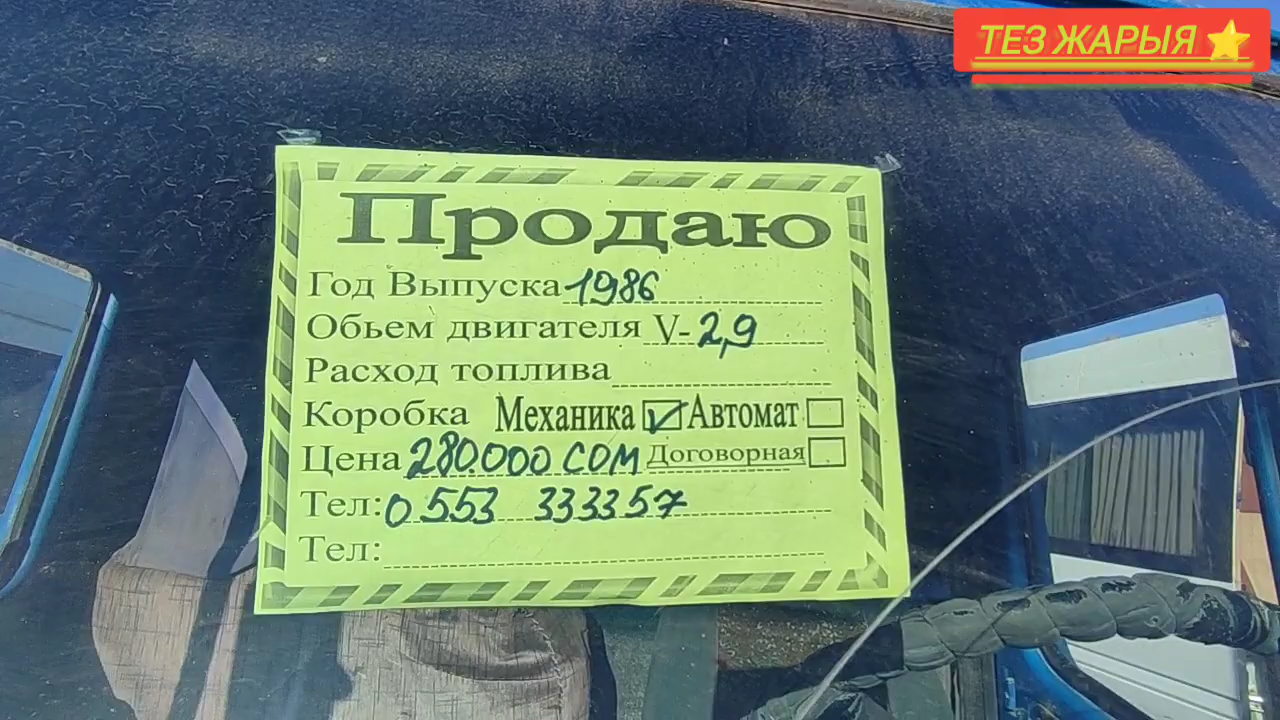 ТЕЗ ЖАРЫЯ
Продаю
Год Выпуска 1986
Обьем двигателя V- 2,9
Расход топлива
Коробка Механика Автомат
Цена 280.000 СОМ Договорная
Тел: 0 553 333357
Тел: